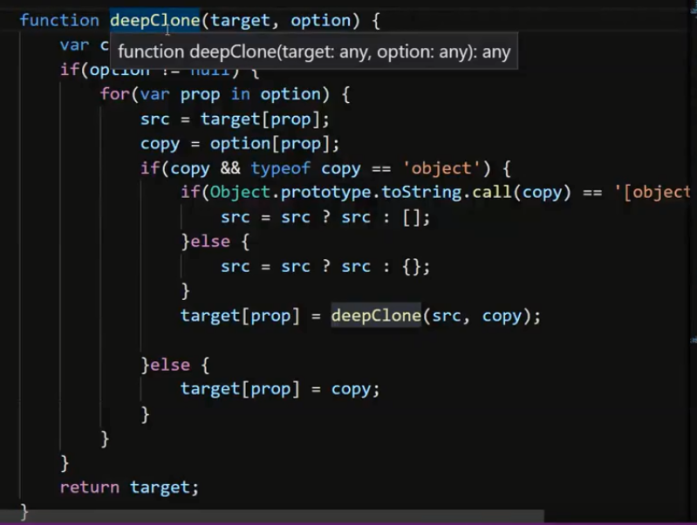 function deepClone(target, option) {
var c
function deepClone(target: any, option: any): any
if(option != null) {
for(var prop in option) {
src = target[prop];
copy = option[prop];
if(copy && typeof copy == 'object') {
if(Object.prototype.toString.call(copy) == '[object
src = src ? src : [];
}else {
src = src ? src : {};
}
target[prop] = deepClone(src, copy);
}else {
target[prop] = copy;
}
}
}
return target;
}